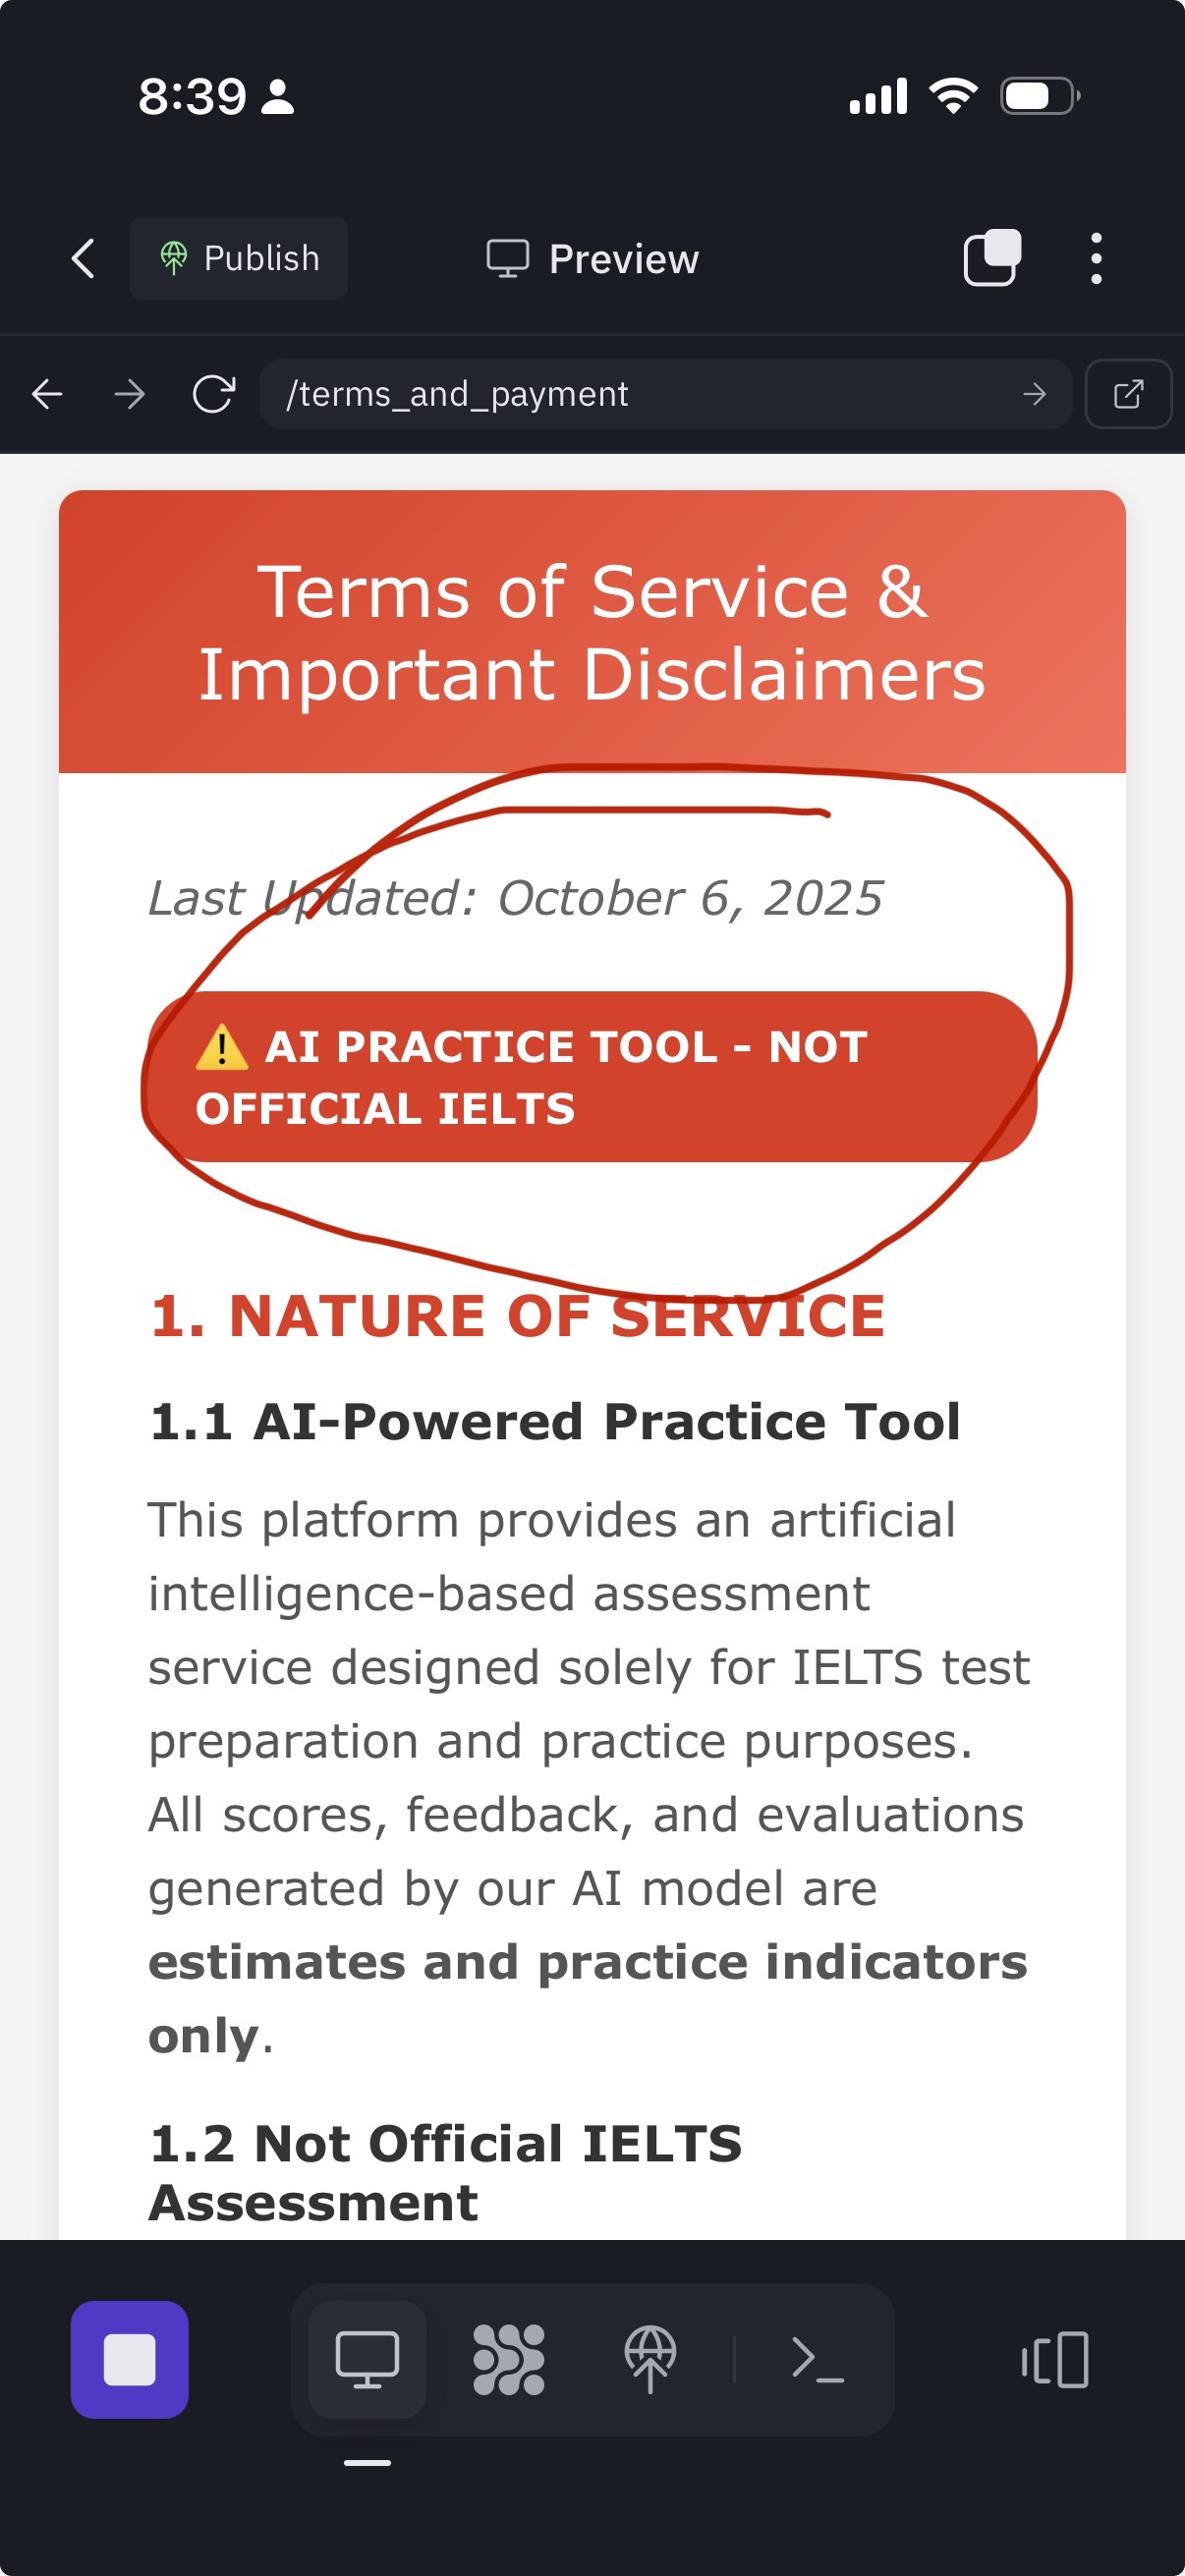 8:39
Publish
Preview
/terms_and_payment
Terms of Service &
Important Disclaimers
Last Updated: October 6, 2025
⚠️ AI PRACTICE TOOL - NOT
OFFICIAL IELTS
1. NATURE OF SERVICE
1.1 AI-Powered Practice Tool
This platform provides an artificial
intelligence-based assessment
service designed solely for IELTS test
preparation and practice purposes.
All scores, feedback, and evaluations
generated by our AI model are
estimates and practice indicators
only.
1.2 Not Official IELTS
Assessment